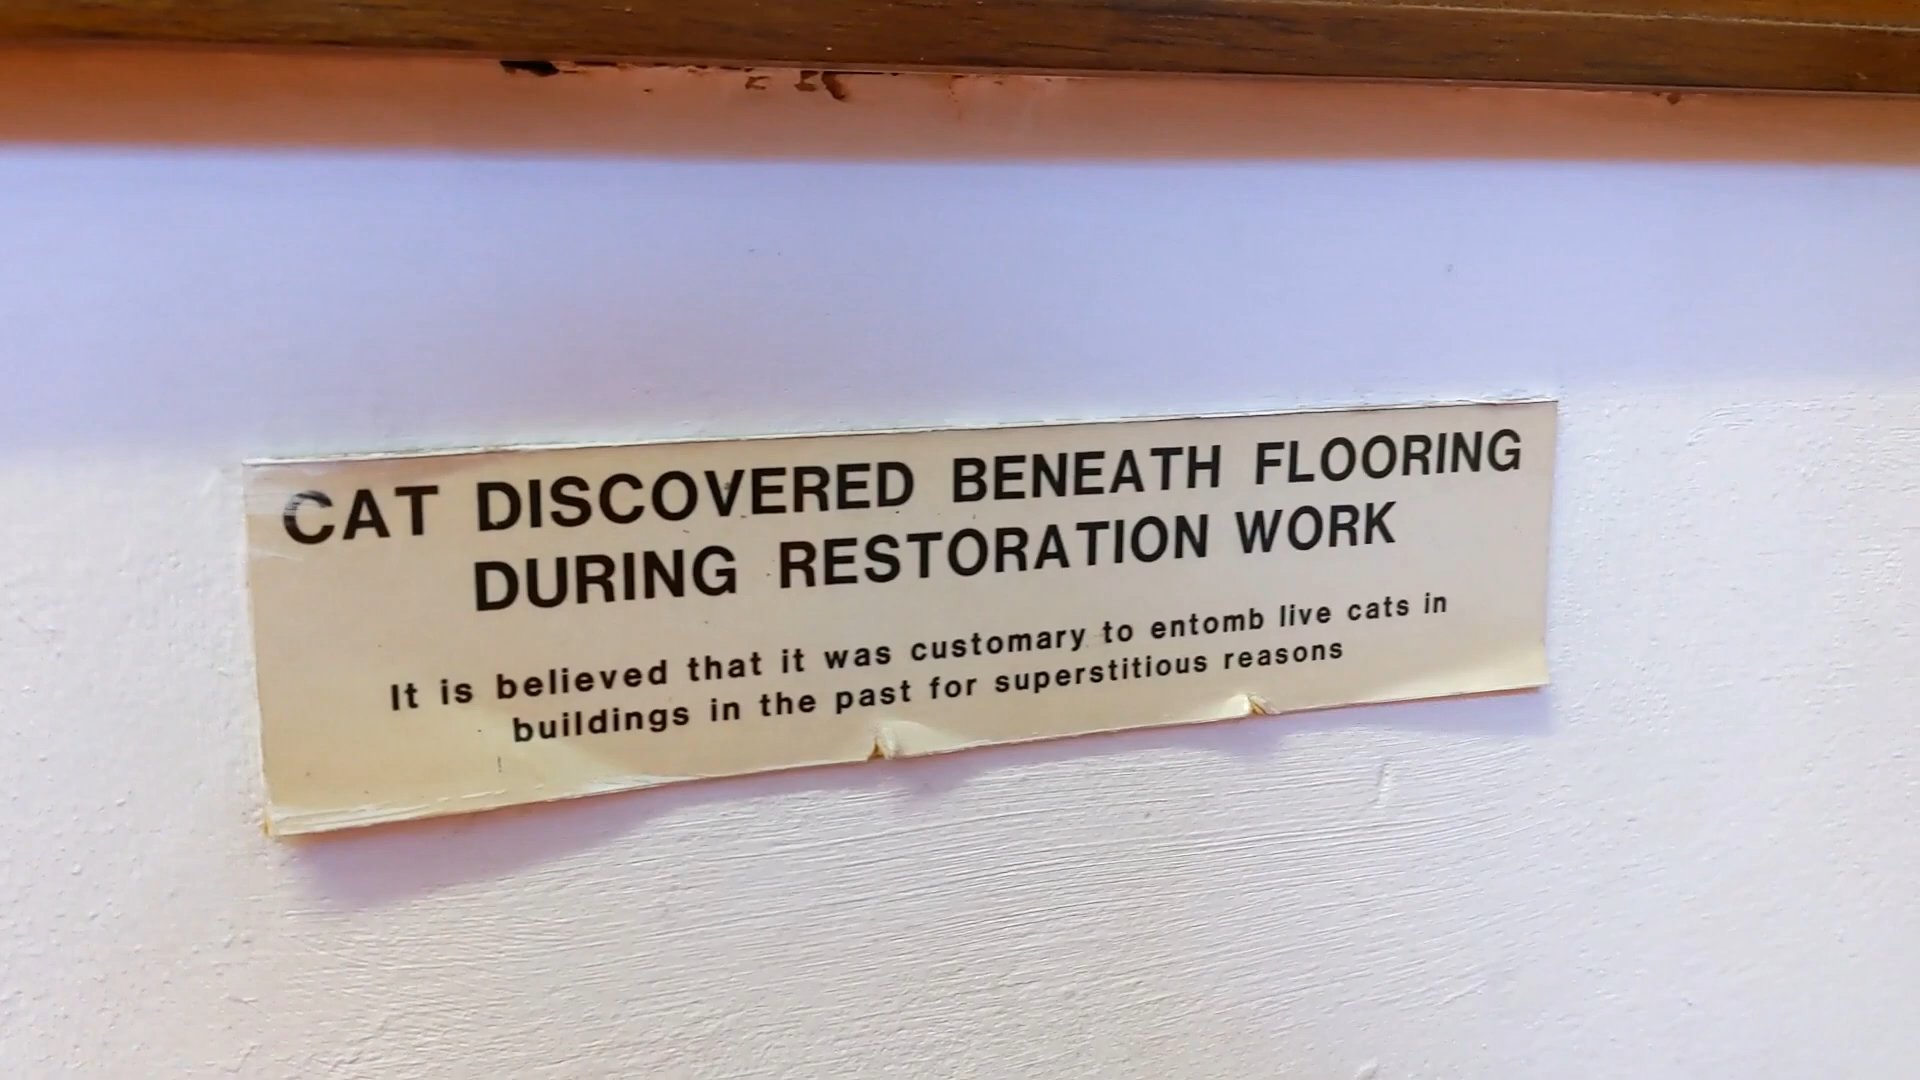 CAT DISCOVERED BENEATH FLOORING
DURING RESTORATION WORK
It is believed that it was customary to entomb live cats in
buildings in the past for superstitious reasons